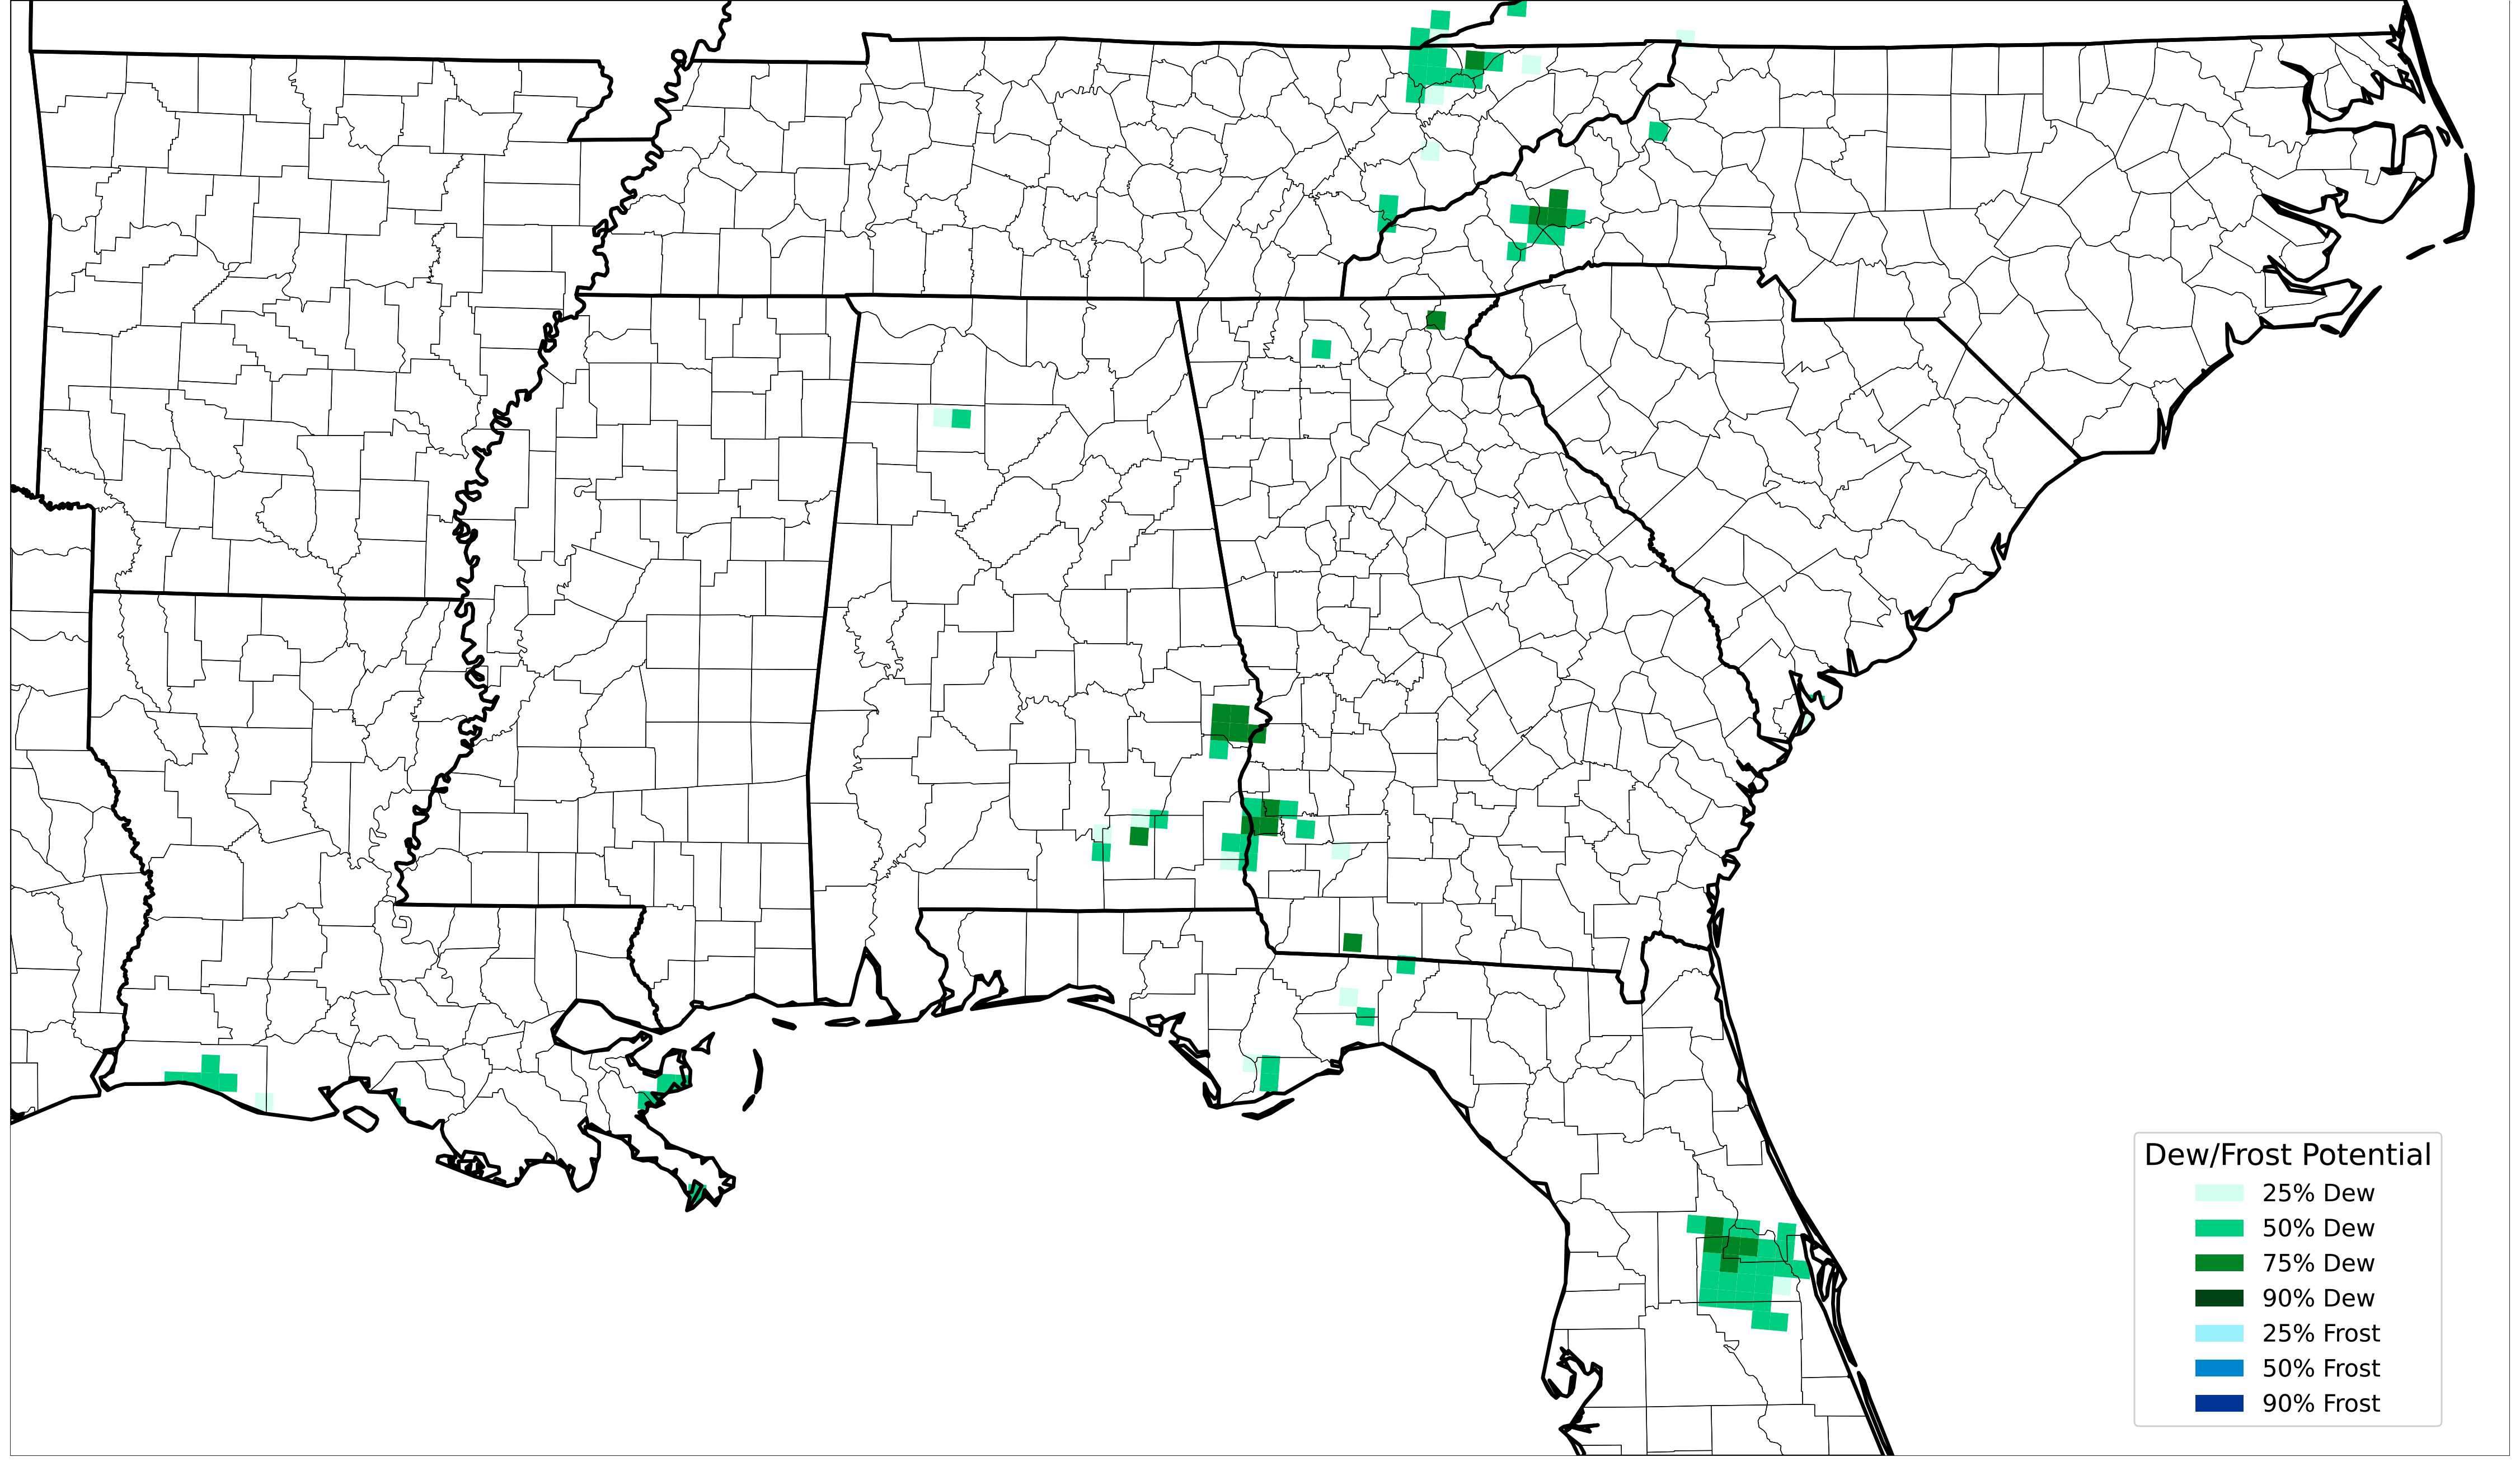 Dew/Frost Potential
25% Dew
50% Dew
75% Dew
90% Dew
25% Frost
50% Frost
90% Frost